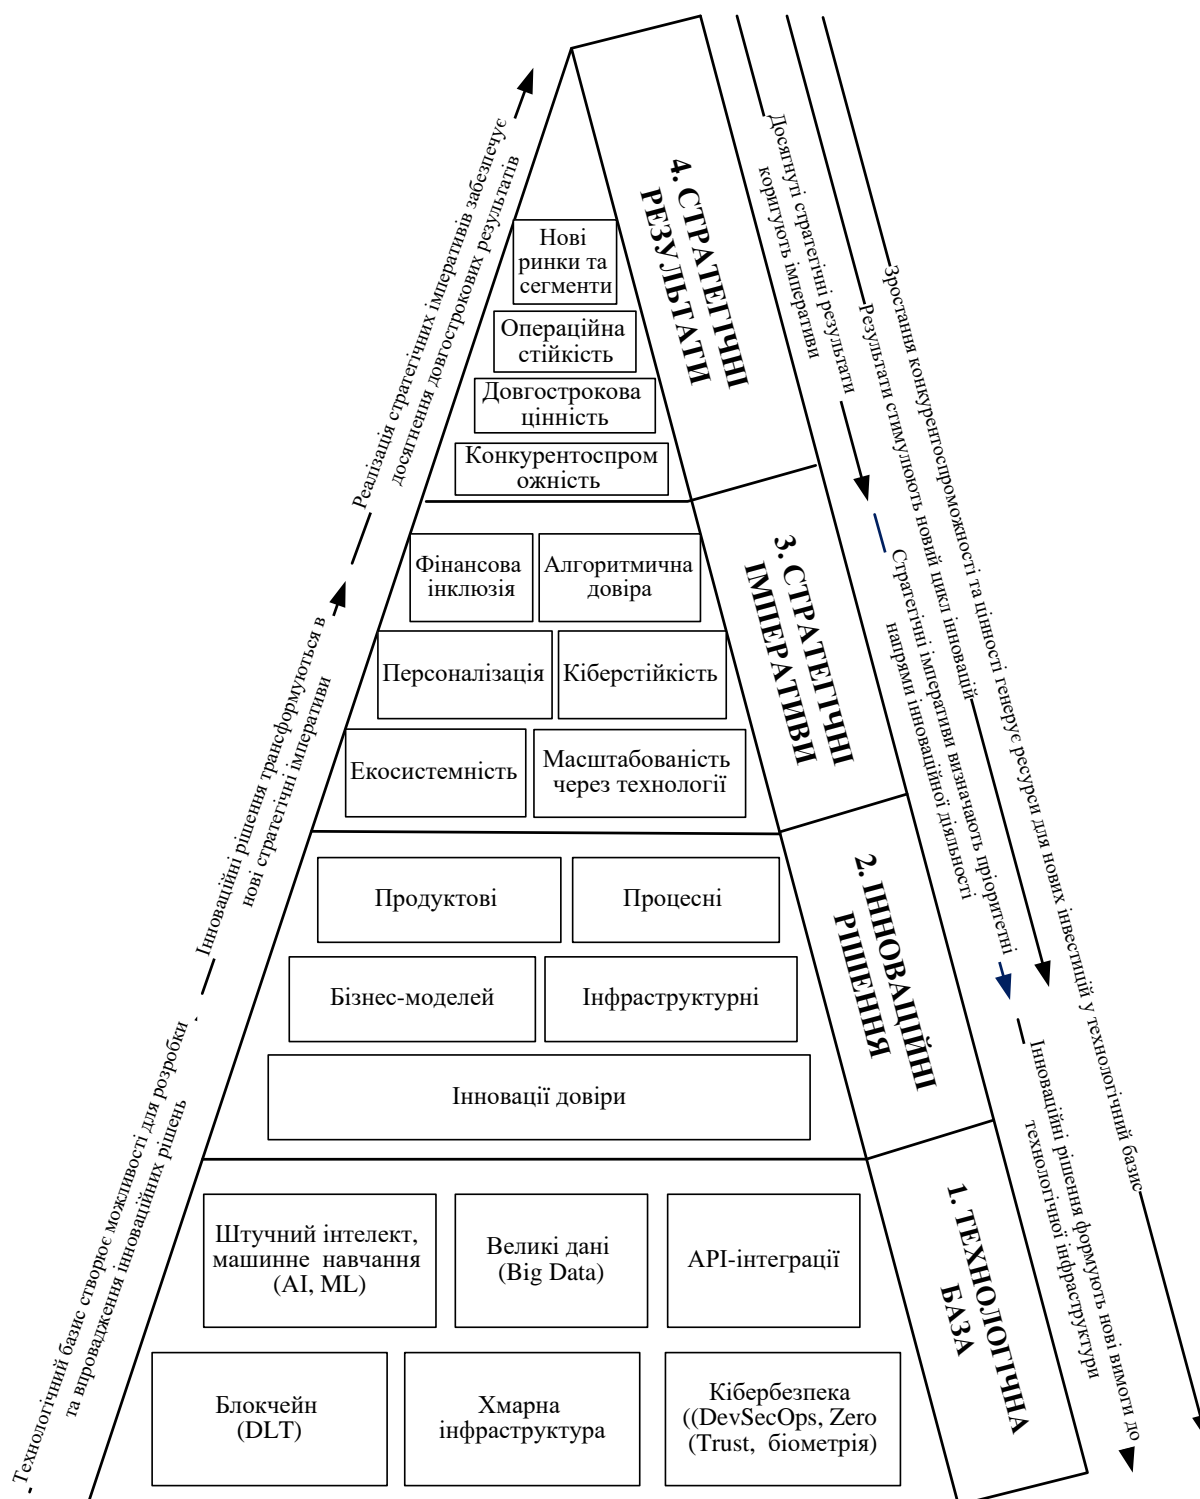 Реалізація стратегічних імперативів забезпечує
досягнення довгострокових результатів
Інноваційні рішення трансформуються в
нові стратегічні імперативи
Технологічний базис створює можливості для розробки
та впровадження інноваційних рішень
4. СТРАТЕГІЧНІ
РЕЗУЛЬТАТИ
Нові
ринки та
сегменти
Операційна
стійкість
Довгострокова
цінність
Конкурентоспром
ожність
3. СТРАТЕГІЧНІ
ІМПЕРАТИВИ
Фінансова
інклюзія
Алгоритмична
довіра
Персоналізація
Кіберстійкість
Екосистемність
Масштабованість
через технології
2. ІННОВАЦІЙНІ
РІШЕННЯ
Продуктові
Процесні
Бізнес-моделей
Інфраструктурні
Інновації довіри
1. ТЕХНОЛОГІЧНА
БАЗА
Штучний інтелект,
машинне навчання
(AI, ML)
Великі дані
(Big Data)
API-інтеграції
Блокчейн
(DLT)
Хмарна
інфраструктура
Кібербезпека
((DevSecOps, Zero
(Trust, біометрія)
Досягнуті стратегічні результати
коригують імперативи
Результати стимулюють новий цикл інновацій
Зростання конкурентоспроможності та цінності генерує ресурси для нових інвестицій у технологічний базис
Стратегічні імперативи визначають пріоритетні
напрями інноваційної діяльності
Інноваційні рішення формують нові вимоги до
технологічної інфраструктури